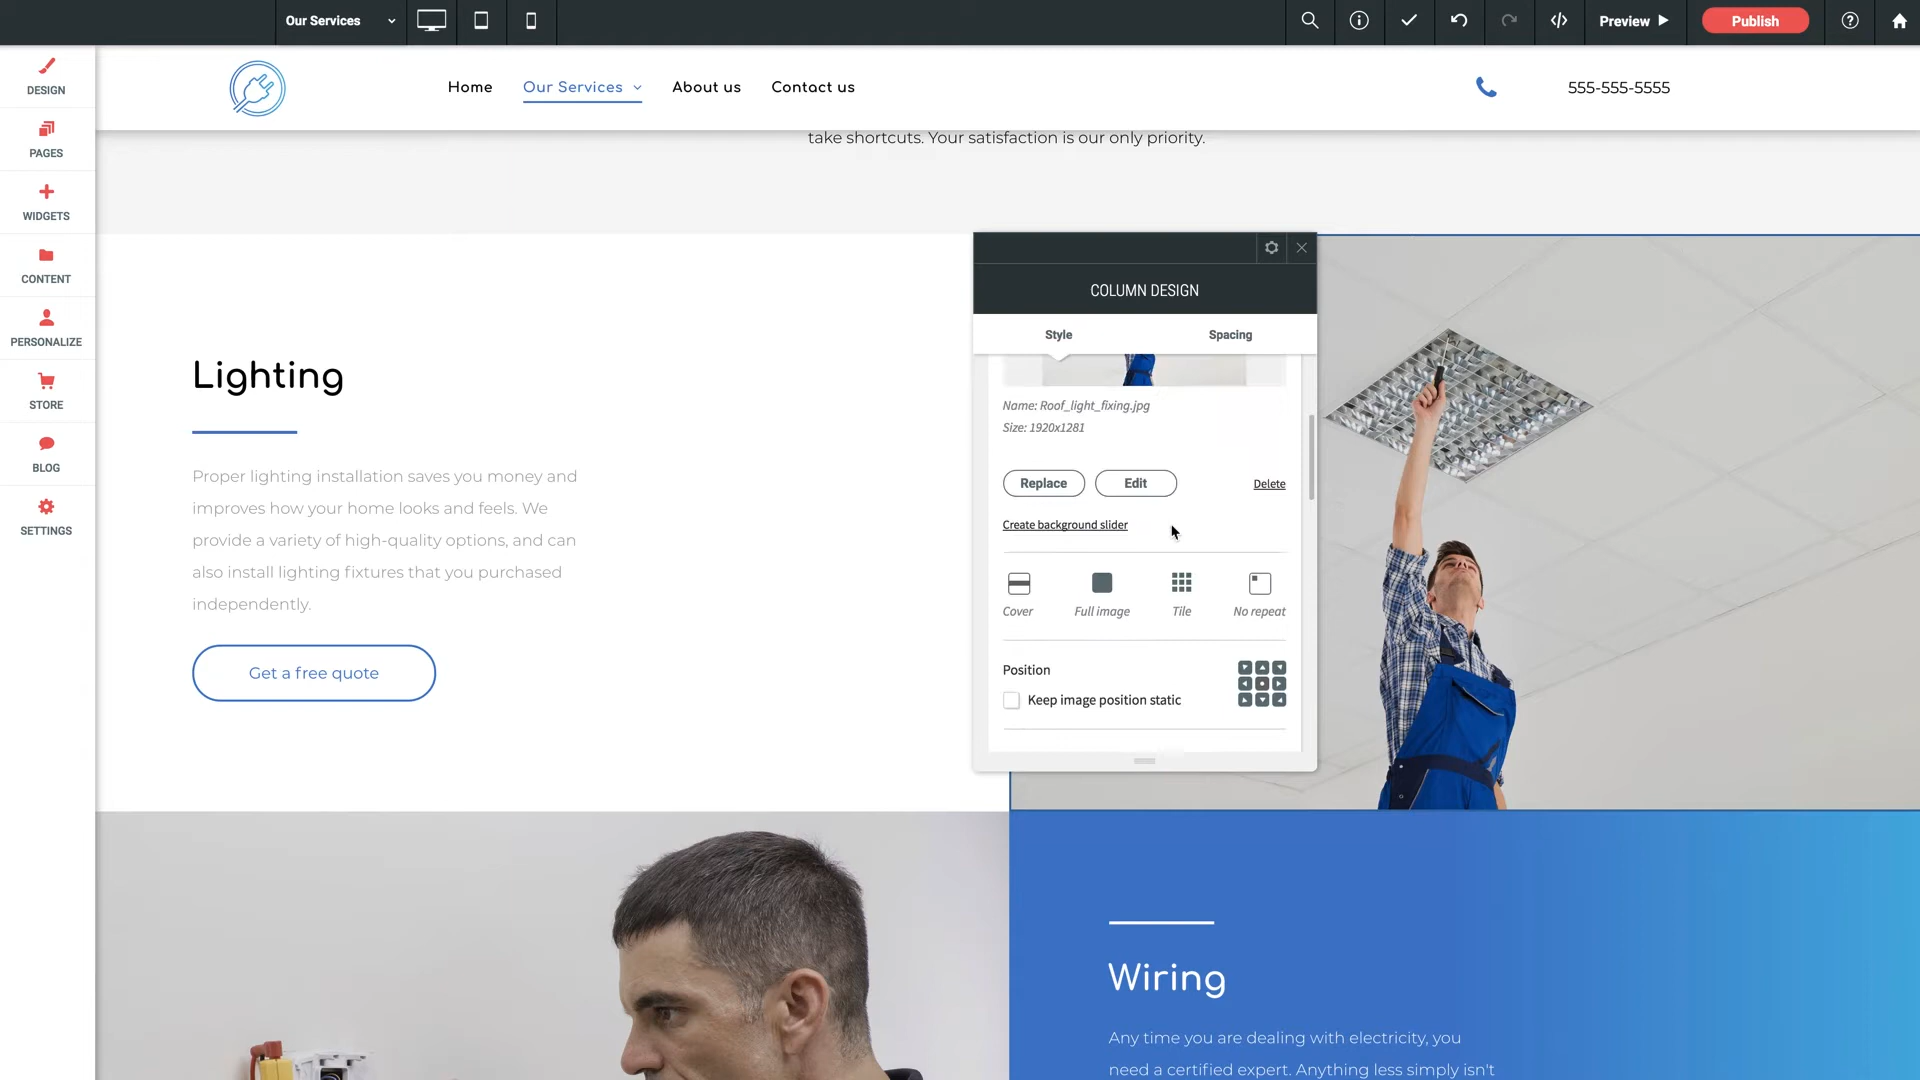 Our Services
Preview
Publish
DESIGN
PAGES
WIDGETS
CONTENT
PERSONALIZE
STORE
BLOG
SETTINGS
Home
Our Services
About us
Contact us
555-555-5555
take shortcuts. Your satisfaction is our only priority.
Lighting
Proper lighting installation saves you money and
improves how your home looks and feels. We
provide a variety of high-quality options, and can
also install lighting fixtures that you purchased
independently.
Get a free quote
COLUMN DESIGN
Style
Spacing
Name: Roof_light_fixing.jpg
Size: 1920x1281
Replace
Edit
Delete
Create background slider
Cover
Full image
Tile
No repeat
Position
Keep image position static
Wiring
Any time you are dealing with electricity, you
need a certified expert. Anything less simply isn't